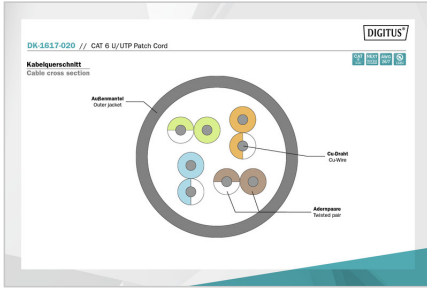 DIGITUS®
DK-1617-020 // CAT 6 U/UTP Patch Cord
Kabelquerschnitt
Cable cross section
Außenmantel
Outer jacket
Cu-Draht
Cu-Wire
Adernpaare
Twisted pair